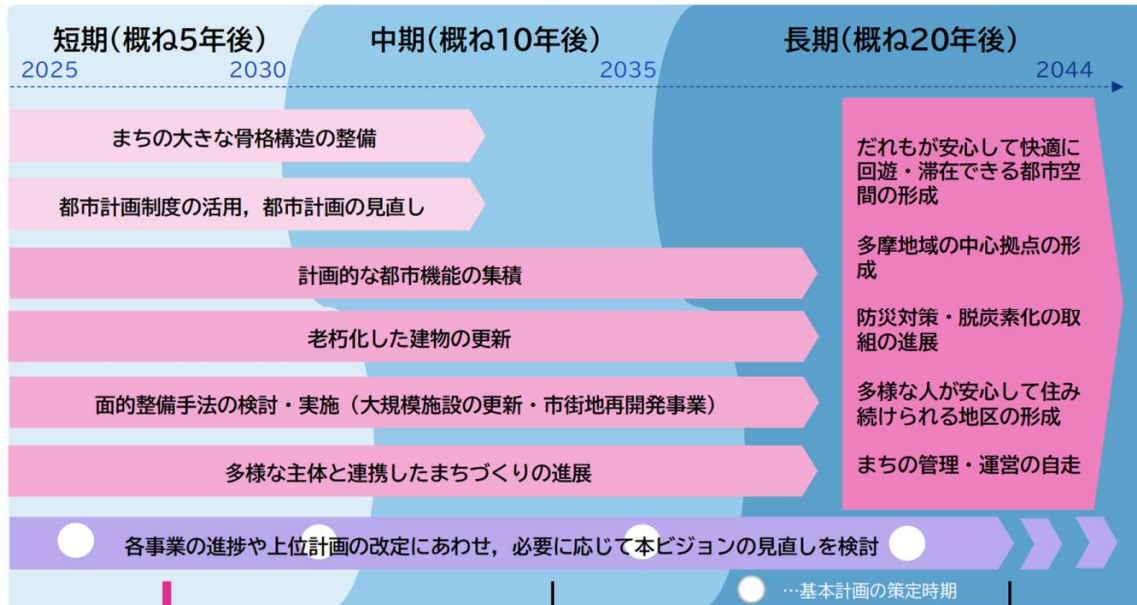 短期(概ね5年後)
中期(概ね10年後)
長期(概ね20年後)
2025
2030
2035
2044
まちの大きな骨格構造の整備
都市計画制度の活用，都市計画の見直し
計画的な都市機能の集積
老朽化した建物の更新
面的整備手法の検討・実施（大規模施設の更新・市街地再開発事業）
多様な主体と連携したまちづくりの進展
だれもが安心して快適に
回遊・滞在できる都市空
間の形成
多摩地域の中心拠点の形
成
防災対策・脱炭素化の取
組の進展
多様な人が安心して住み
続けられる地区の形成
まちの管理・運営の自走
各事業の進捗や上位計画の改定にあわせ，必要に応じて本ビジョンの見直しを検討
…基本計画の策定時期